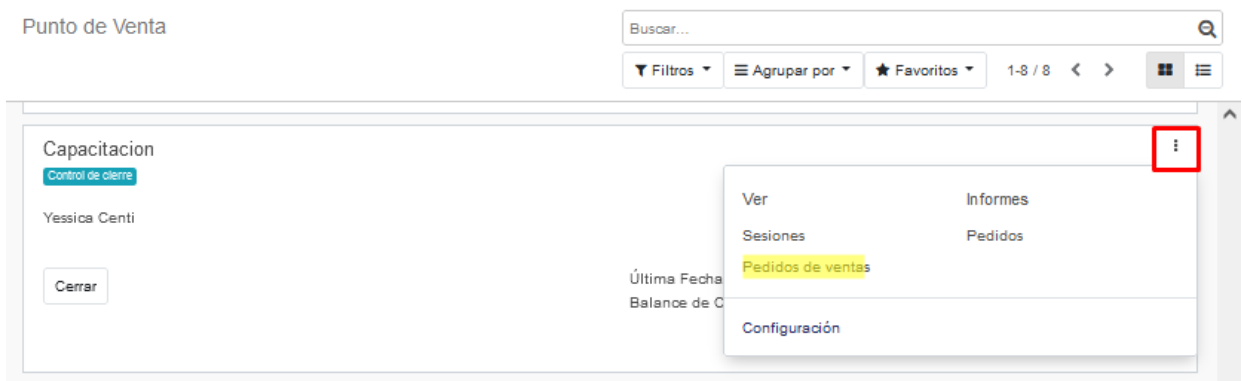 Punto de Venta
Buscar...
Filtros
Agrupar por
Favoritos
1-8 / 8
Capacitacion
Control de cierre
Yessica Centi
Ver
Informes
Sesiones
Pedidos
Pedidos de ventas
Cerrar
Última Fecha
Balance de C
Configuración